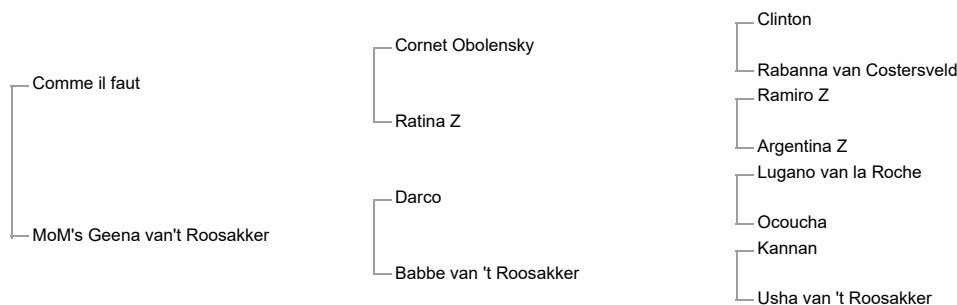 Clinton
Cornet Obolensky
Rabanna van Costersveld
Comme il faut
Ramiro Z
Ratina Z
Argentina Z
Lugano van la Roche
Darco
Ocoucha
MoM's Geena van't Roosakker
Kannan
Babbe van 't Roosakker
Usha van 't Roosakker